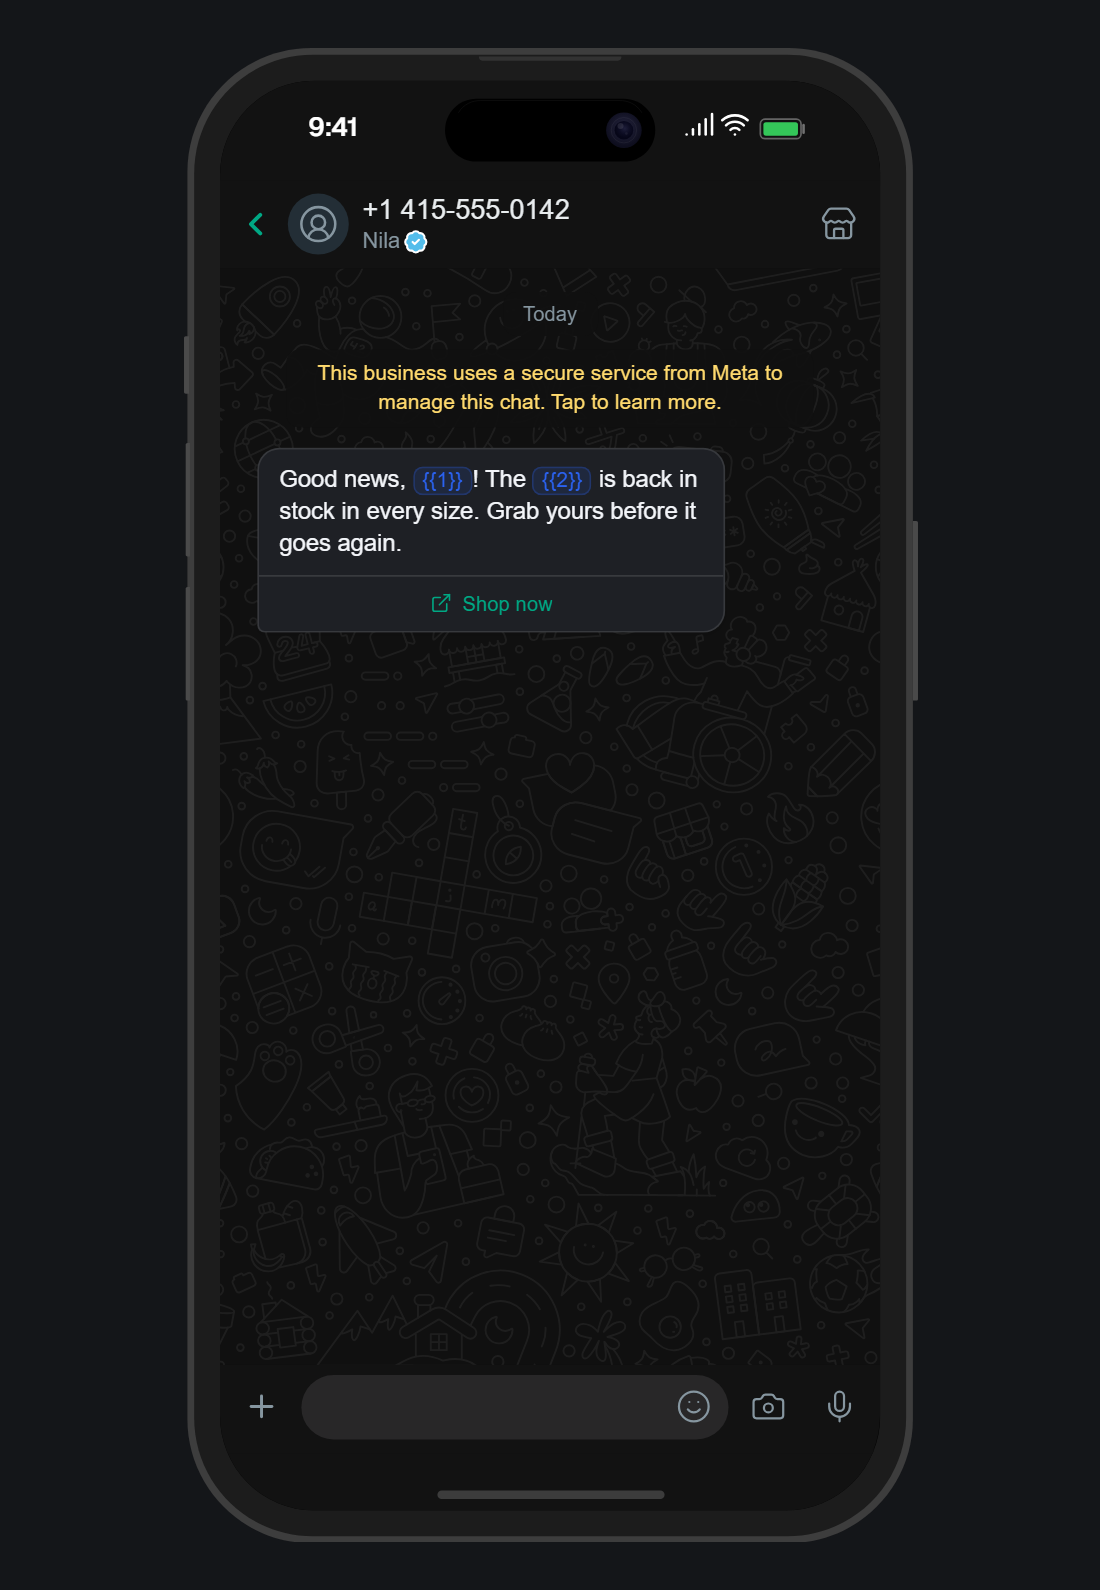 9:41
+1 415-555-0142
Nila
Today
This business uses a secure service from Meta to
manage this chat. Tap to learn more.
Good news, {{1}}! The {{2}} is back in
stock in every size. Grab yours before it
goes again.
Shop now
24
t
a j m